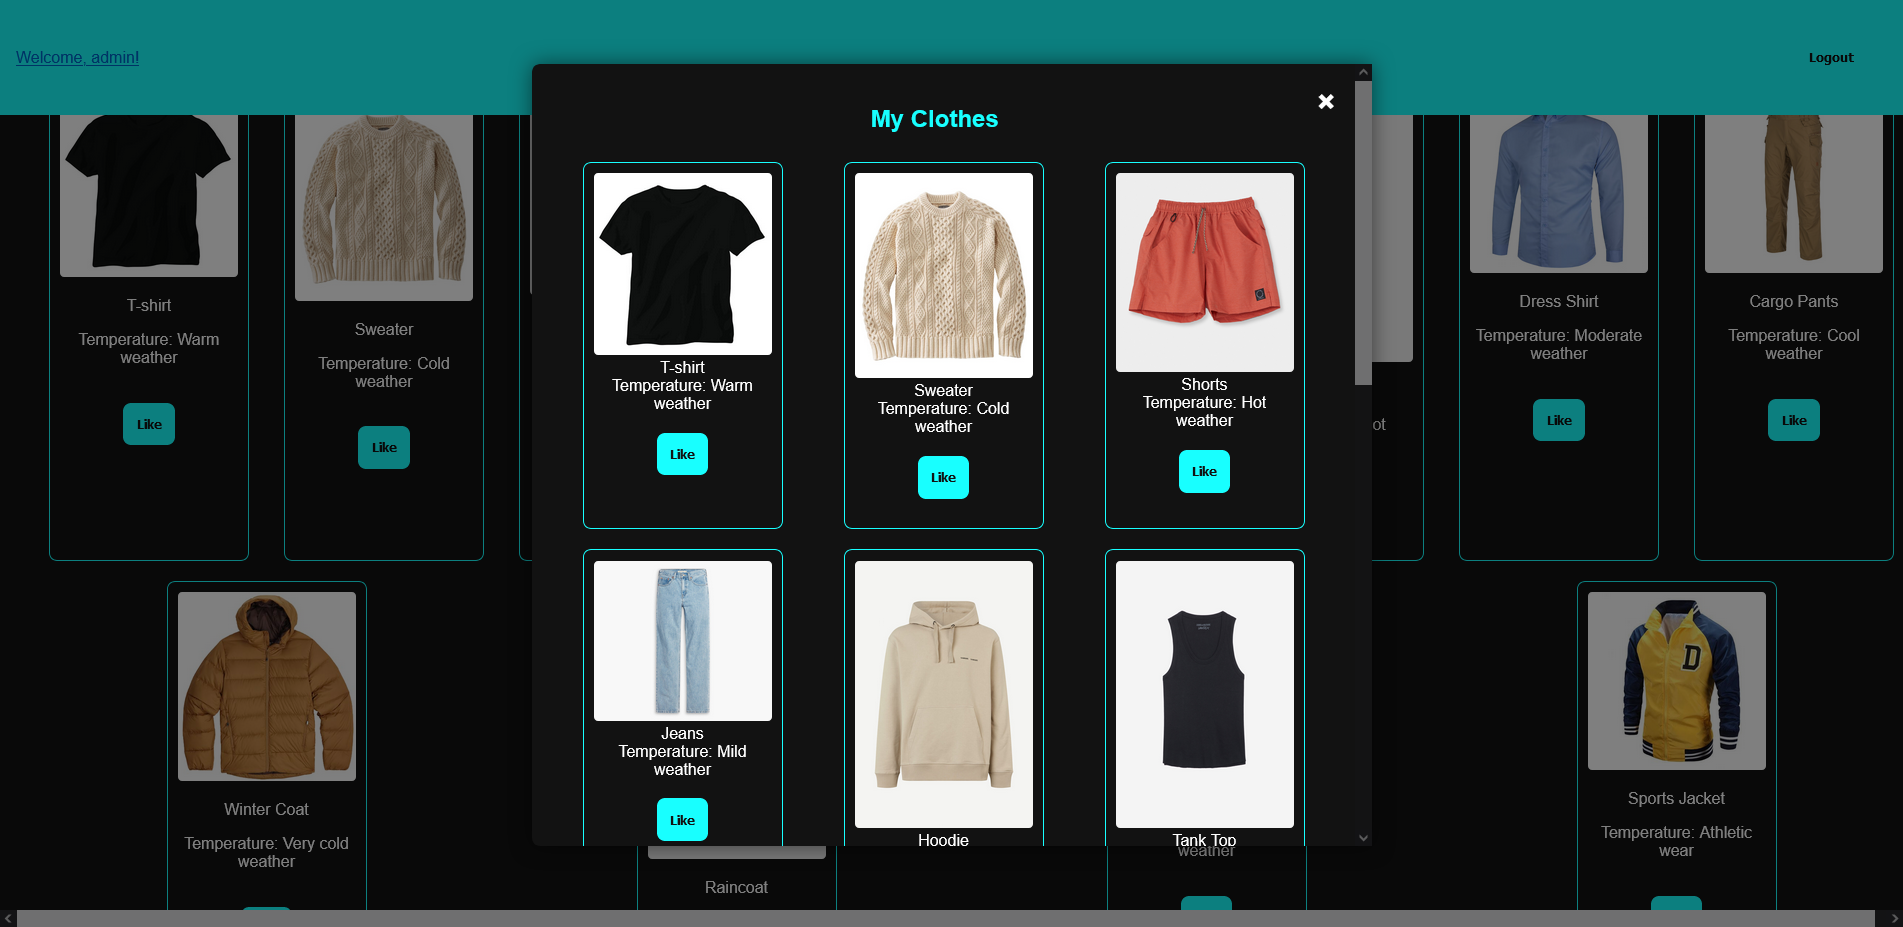 Welcome, admin!
Logout
My Clothes
T-shirt
Temperature: Warm
weather
Like
Sweater
Temperature: Cold
weather
Like
Shorts
Temperature: Hot
weather
Like
Jeans
Temperature: Mild
weather
Like
Hoodie
Tank Top
T-shirt
Temperature: Warm
weather
Like
Sweater
Temperature: Cold
weather
Like
ot
Dress Shirt
Temperature: Moderate
weather
Like
Cargo Pants
Temperature: Cool
weather
Like
Winter Coat
Temperature: Very cold
weather
Raincoat
weather
D
Sports Jacket
Temperature: Athletic
wear